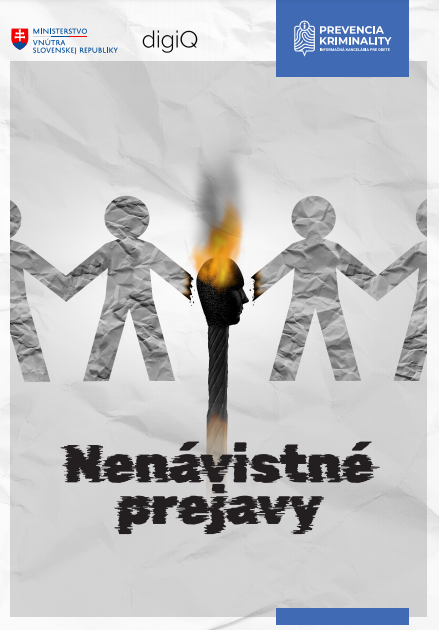 MINISTERSTVO
VNÚTRA
SLOVENSKEJ REPUBLIKY
digiQ
PREVENCIA
KRIMINALITY
INFORMAČNÁ KANCELÁRIA PRE OBETE
Nenávistné
prejavy